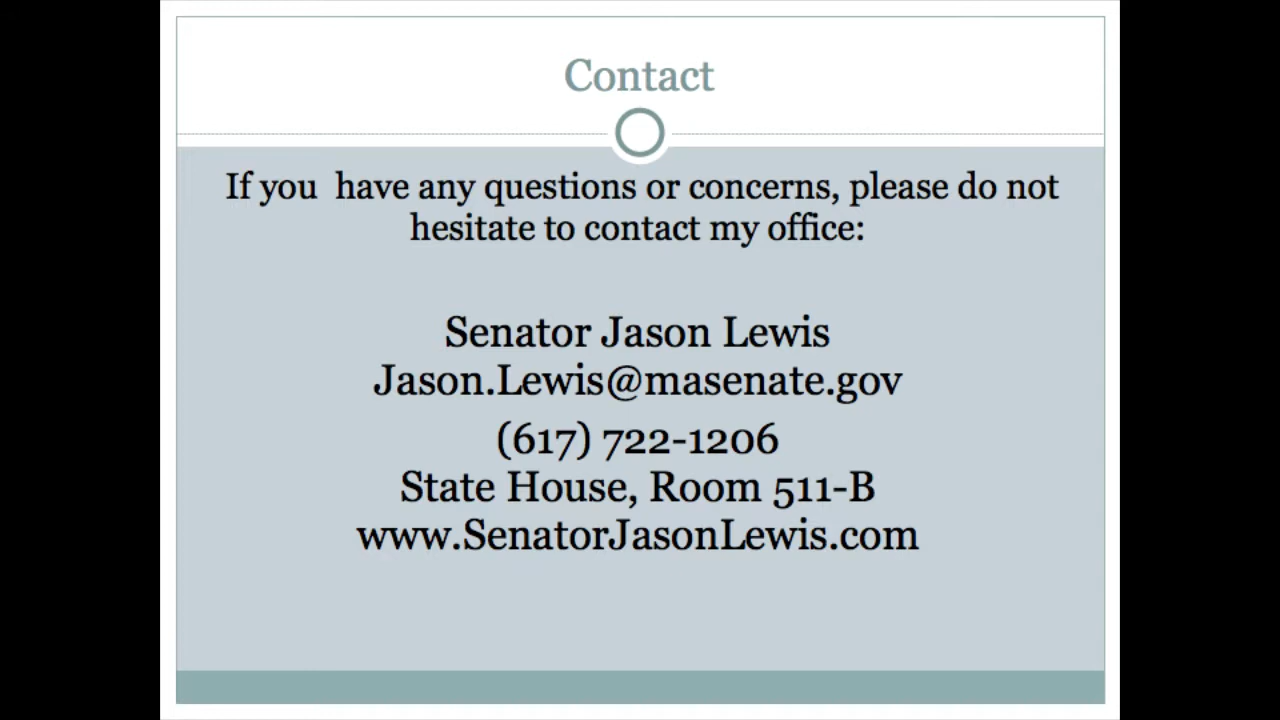 Contact
If you  have any questions or concerns, please do not
hesitate to contact my office:
Senator Jason Lewis
Jason.Lewis@masenate.gov
(617) 722-1206
State House, Room 511-B
www.SenatorJasonLewis.com